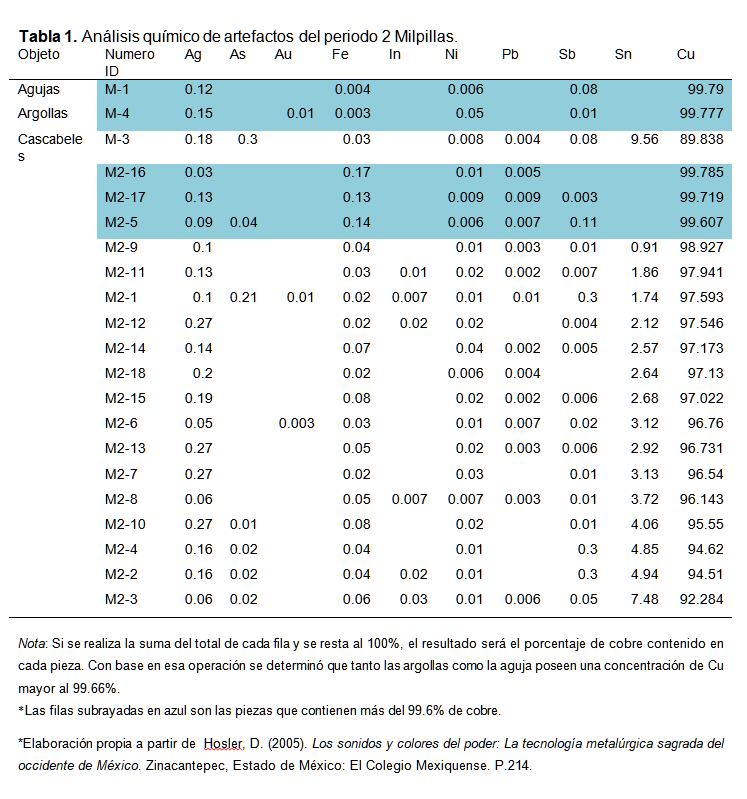 Tabla 1. Análisis químico de artefactos del periodo 2 Milpillas.
Objeto Numero ID Ag As Au Fe In Ni Pb Sb Sn Cu
Agujas M-1 0.12 0.004 0.006 0.08 99.79
Argollas M-4 0.15 0.01 0.003 0.05 0.01 99.777
Cascabeles M-3 0.18 0.3 0.03 0.008 0.004 0.08 9.56 89.838
M2-16 0.03 0.17 0.01 0.005 99.785
M2-17 0.13 0.13 0.009 0.009 0.003 99.719
M2-5 0.09 0.04 0.14 0.006 0.007 0.11 99.607
M2-9 0.1 0.04 0.01 0.003 0.01 0.91 98.927
M2-11 0.13 0.03 0.01 0.02 0.002 0.007 1.86 97.941
M2-1 0.1 0.21 0.01 0.02 0.007 0.01 0.01 0.3 1.74 97.593
M2-12 0.27 0.02 0.02 0.02 0.004 2.12 97.546
M2-14 0.14 0.07 0.04 0.002 0.005 2.57 97.173
M2-18 0.2 0.02 0.006 0.004 2.64 97.13
M2-15 0.19 0.08 0.02 0.002 0.006 2.68 97.022
M2-6 0.05 0.003 0.03 0.01 0.007 0.02 3.12 96.76
M2-13 0.27 0.05 0.02 0.003 0.006 2.92 96.731
M2-7 0.27 0.02 0.03 0.01 3.13 96.54
M2-8 0.06 0.05 0.007 0.007 0.003 0.01 3.72 96.143
M2-10 0.27 0.01 0.08 0.02 0.01 4.06 95.55
M2-4 0.16 0.02 0.04 0.01 0.3 4.85 94.62
M2-2 0.16 0.02 0.04 0.02 0.01 0.3 4.94 94.51
M2-3 0.06 0.02 0.06 0.03 0.01 0.006 0.05 7.48 92.284
Nota: Si se realiza la suma del total de cada fila y se resta al 100%, el resultado será el porcentaje de cobre contenido en
cada pieza. Con base en esa operación se determinó que tanto las argollas como la aguja poseen una concentración de Cu
mayor al 99.66%.
*Las filas subrayadas en azul son las piezas que contienen más del 99.6% de cobre.
*Elaboración propia a partir de Hosler, D. (2005). Los sonidos y colores del poder: La tecnología metalúrgica sagrada del
occidente de México. Zinacantepec, Estado de México: El Colegio Mexiquense. P.214.